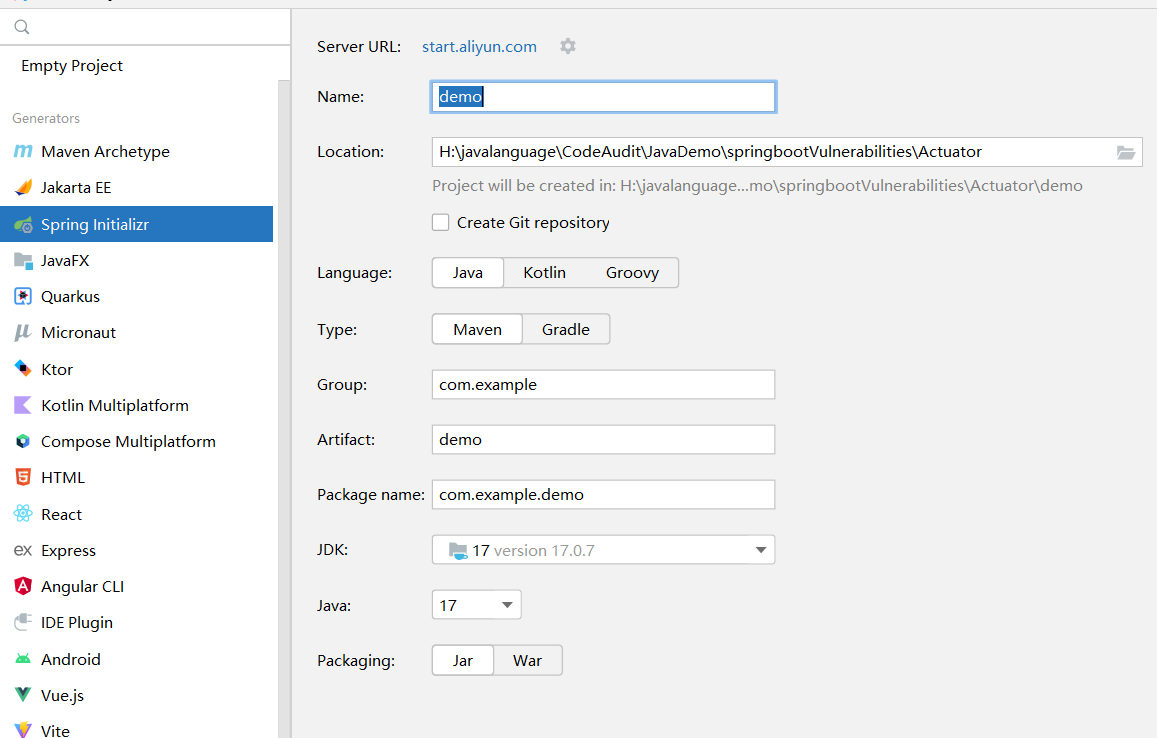 Empty Project
Generators
Maven Archetype
Jakarta EE
Spring Initializr
JavaFX
Quarkus
Micronaut
Ktor
Kotlin Multiplatform
Compose Multiplatform
HTML
React
ex Express
Angular CLI
IDE Plugin
Android
Vue.js
Vite
Server URL: start.aliyun.com
Name: demo
Location: H:\javalanguage\CodeAudit\JavaDemo\springbootVulnerabilities\Actuator
Project will be created in: H:\javalanguage...mo\springbootVulnerabilities\Actuator\demo
Create Git repository
Language: Java Kotlin Groovy
Type: Maven Gradle
Group: com.example
Artifact: demo
Package name: com.example.demo
JDK: 17 version 17.0.7
Java: 17
Packaging: Jar War